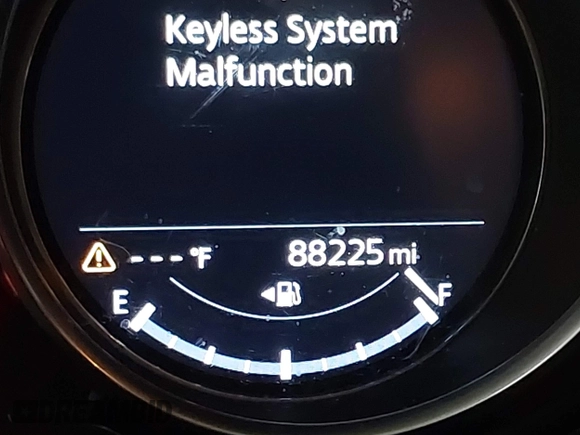 Keyless System
Malfunction
---°F
88225 mi
E
F